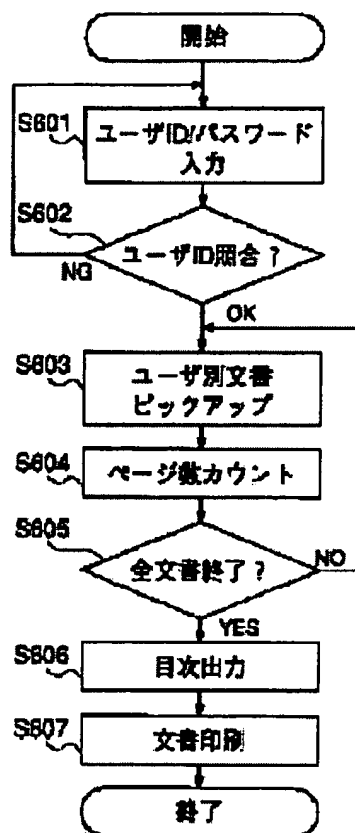 開始
S601
ユーザID/パスワード
入力
S602
ユーザID照合?
NG
OK
S603
ユーザ別文書
ピックアップ
S604
ページ数カウント
S605
全文書終了?
NO
YES
S606
目次出力
S607
文書印刷
終了